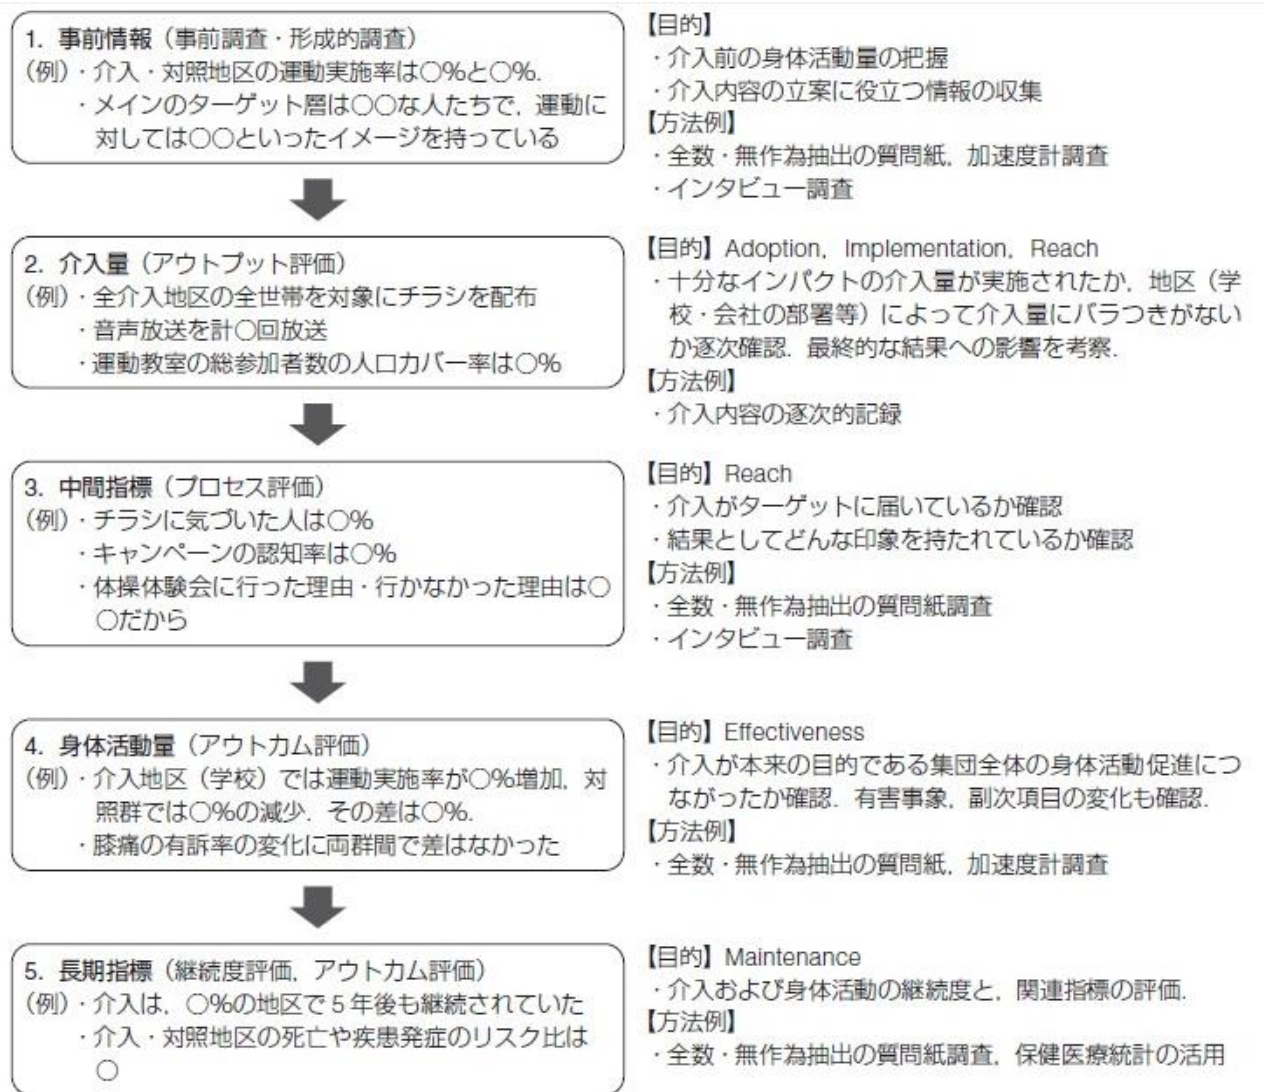 1. 事前情報（事前調査・形成的調査）
（例）・介入・対照地区の運動実施率は○％と○％.
・メインのターゲット層は○○な人たちで，運動に
対しては○○といったイメージを持っている
【目的】
・介入前の身体活動量の把握
・介入内容の立案に役立つ情報の収集
【方法例】
・全数・無作為抽出の質問紙，加速度計調査
・インタビュー調査
2. 介入量（アウトプット評価）
（例）・全介入地区の全世帯を対象にチラシを配布
・音声放送を計○回放送
・運動教室の総参加者数の人口カバー率は○％
【目的】Adoption，Implementation，Reach
・十分なインパクトの介入量が実施されたか，地区（学
校・会社の部署等）によって介入量にバラつきがない
か逐次確認．最終的な結果への影響を考察．
【方法例】
・介入内容の逐次的記録
3. 中間指標（プロセス評価）
（例）・チラシに気づいた人は○％
・キャンペーンの認知率は○％
・体操体験会に行った理由・行かなかった理由は○
○だから
【目的】Reach
・介入がターゲットに届いているか確認
・結果としてどんな印象を持たれているか確認
【方法例】
・全数・無作為抽出の質問紙調査
・インタビュー調査
4. 身体活動量（アウトカム評価）
（例）・介入地区（学校）では運動実施率が○％増加，対
照群では○％の減少．その差は○％.
・膝痛の有訴率の変化に両群間で差はなかった
【目的】Effectiveness
・介入が本来の目的である集団全体の身体活動促進につ
ながったか確認．有害事象，副次項目の変化も確認．
【方法例】
・全数・無作為抽出の質問紙，加速度計調査
5. 長期指標（継続度評価，アウトカム評価）
（例）・介入は，○％の地区で5年後も継続されていた
・介入・対照地区の死亡や疾患発症のリスク比は
○
【目的】Maintenance
・介入および身体活動の継続度と，関連指標の評価．
【方法例】
・全数・無作為抽出の質問紙調査，保健医療統計の活用